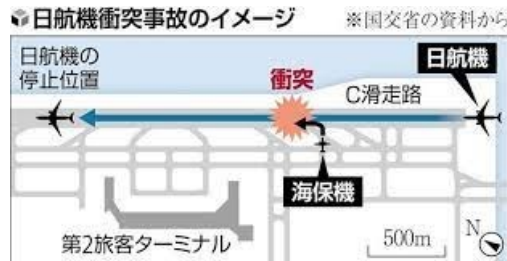 日航機衝突事故のイメージ
※国交省の資料から
日航機の
停止位置
衝突
C滑走路
日航機
海保機
第2旅客ターミナル
500m
N